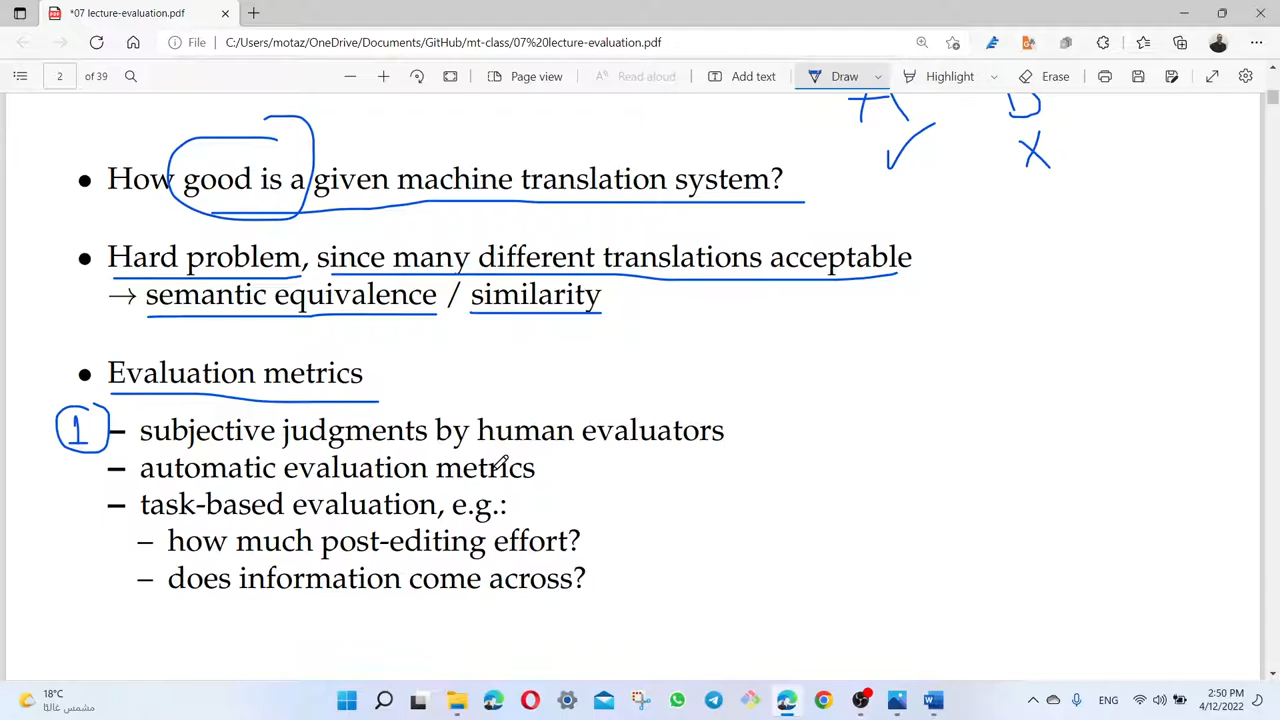 *07 lecture-evaluation.pdf
File C:/Users/motaz/OneDrive/Documents/GitHub/mt-class/07%20lecture-evaluation.pdf
2 of 39 Page view Read aloud Add text Draw Highlight Erase
X
• How good is a given machine translation system?
• Hard problem, since many different translations acceptable
→ semantic equivalence / similarity
• Evaluation metrics
1 – subjective judgments by human evaluators
– automatic evaluation metrics
– task-based evaluation, e.g.:
– how much post-editing effort?
– does information come across?
18°C
مشمس غالبًا
ENG
2:50 PM
4/12/2022